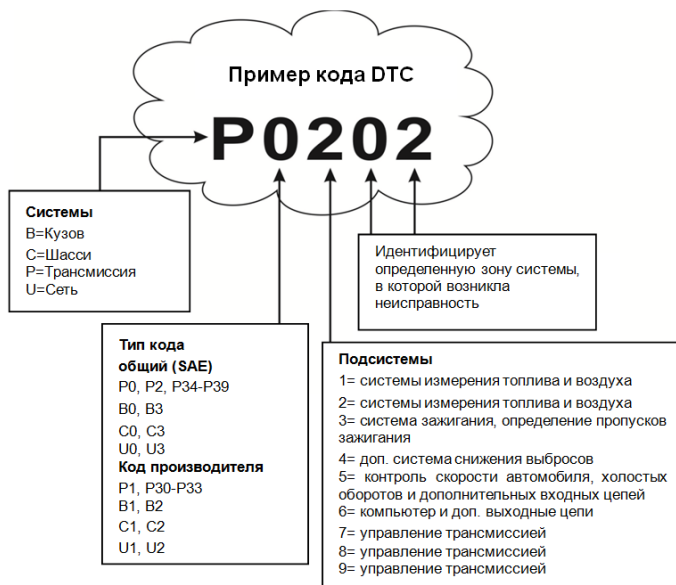 Пример кода DTC
P0202
Системы
B=Кузов
C=Шасси
P=Трансмиссия
U=Сеть
Идентифицирует
определенную зону системы,
в которой возникла
неисправность
Тип кода
общий (SAE)
P0, P2, P34-P39
B0, B3
C0, C3
U0, U3
Код производителя
P1, P30-P33
B1, B2
C1, C2
U1, U2
Подсистемы
1= системы измерения топлива и воздуха
2= системы измерения топлива и воздуха
3= система зажигания, определение пропусков
зажигания
4= доп. система снижения выбросов
5= контроль скорости автомобиля, холостых
оборотов и дополнительных входных цепей
6= компьютер и доп. выходные цепи
7= управление трансмиссией
8= управление трансмиссией
9= управление трансмиссией